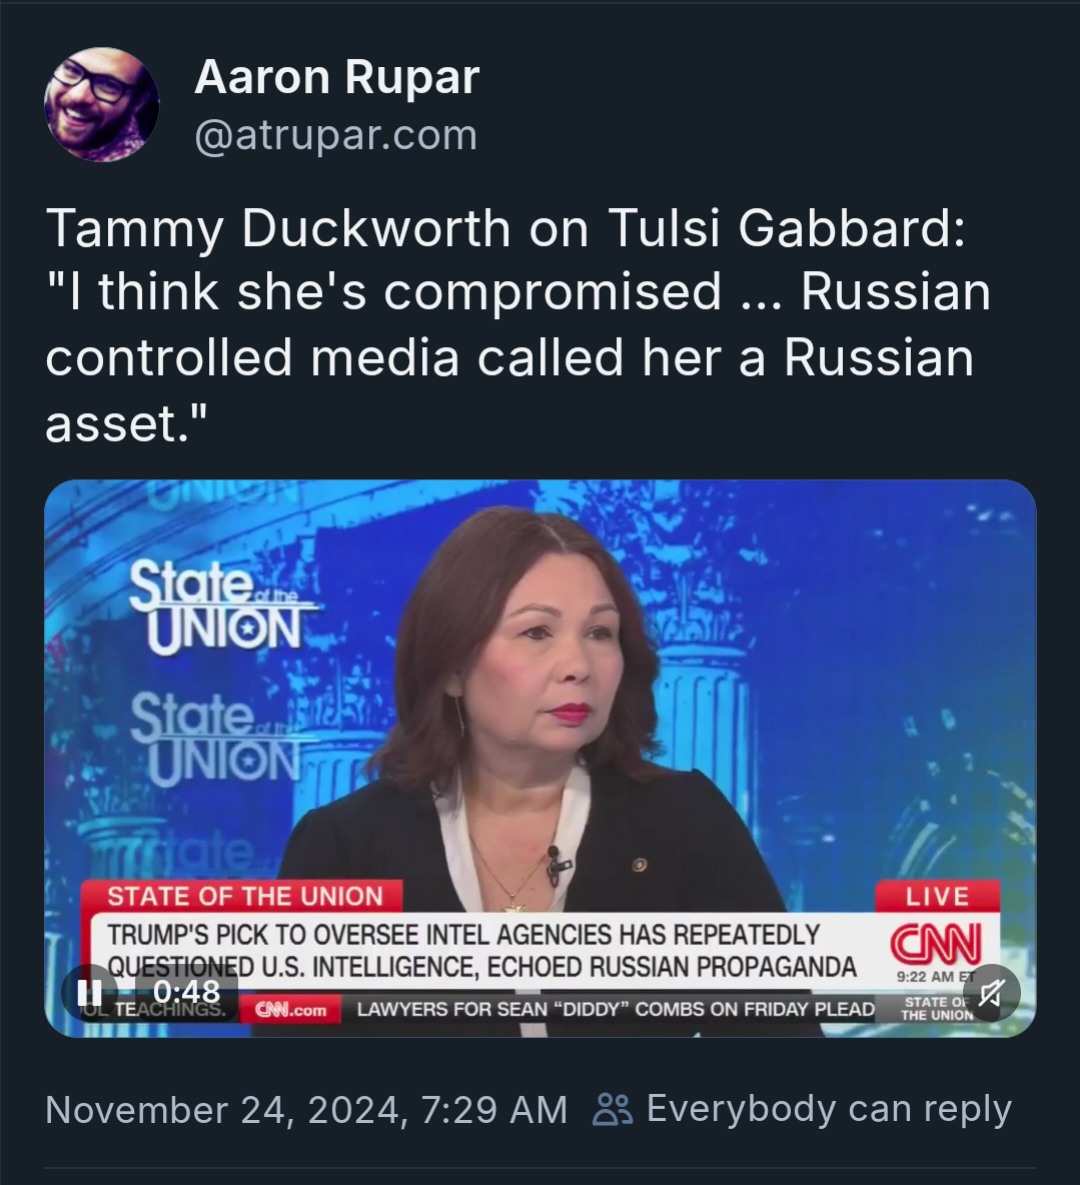 Aaron Rupar
@atrupar.com
Tammy Duckworth on Tulsi Gabbard:
"I think she's compromised ... Russian
controlled media called her a Russian
asset."
UNION
State of the
UNION
State of the
UNION
State
STATE OF THE UNION
LIVE
TRUMP'S PICK TO OVERSEE INTEL AGENCIES HAS REPEATEDLY
QUESTIONED U.S. INTELLIGENCE, ECHOED RUSSIAN PROPAGANDA
CNN
9:22 AM ET
0:48
OL TEACHINGS.
CNN.com
LAWYERS FOR SEAN “DIDDY” COMBS ON FRIDAY PLEAD
STATE OF
THE UNION
November 24, 2024, 7:29 AM
Everybody can reply